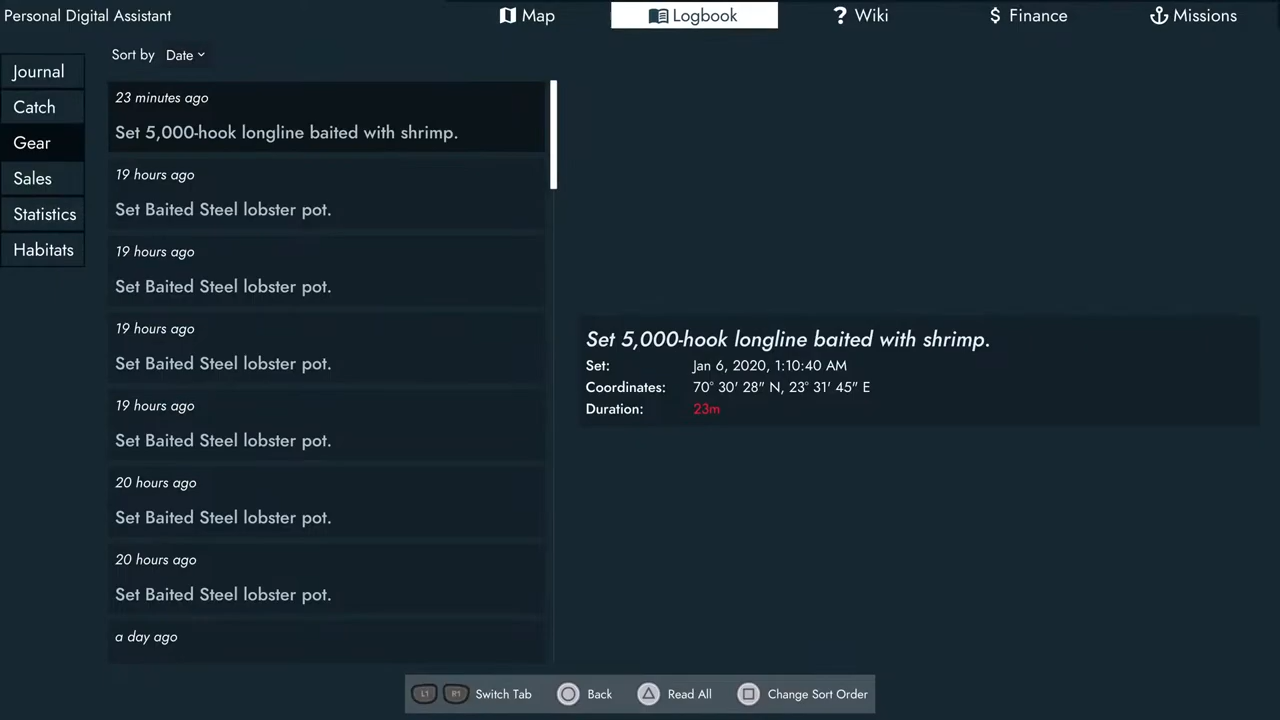 Personal Digital Assistant
Map
Logbook
? Wiki
$ Finance
Missions
Sort by Date
Journal
Catch
Gear
Sales
Statistics
Habitats
23 minutes ago
Set 5,000-hook longline baited with shrimp.
19 hours ago
Set Baited Steel lobster pot.
19 hours ago
Set Baited Steel lobster pot.
19 hours ago
Set Baited Steel lobster pot.
19 hours ago
Set Baited Steel lobster pot.
20 hours ago
Set Baited Steel lobster pot.
20 hours ago
Set Baited Steel lobster pot.
a day ago
Set 5,000-hook longline baited with shrimp.
Set: Jan 6, 2020, 1:10:40 AM
Coordinates: 70° 30' 28" N, 23° 31' 45" E
Duration: 23m
L1 R1 Switch Tab
Back
Read All
Change Sort Order